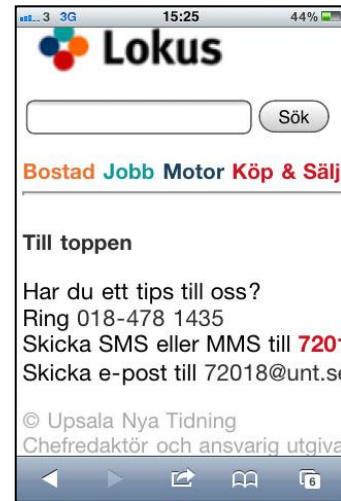 3 3G 15:25 44%
Lokus
Sök
Bostad Jobb Motor Köp & Sälj
Till toppen
Har du ett tips till oss?
Ring 018-478 1435
Skicka SMS eller MMS till 7201
Skicka e-post till 72018@unt.se
© Upsala Nya Tidning
Chefredaktör och ansvarig utgiva
6